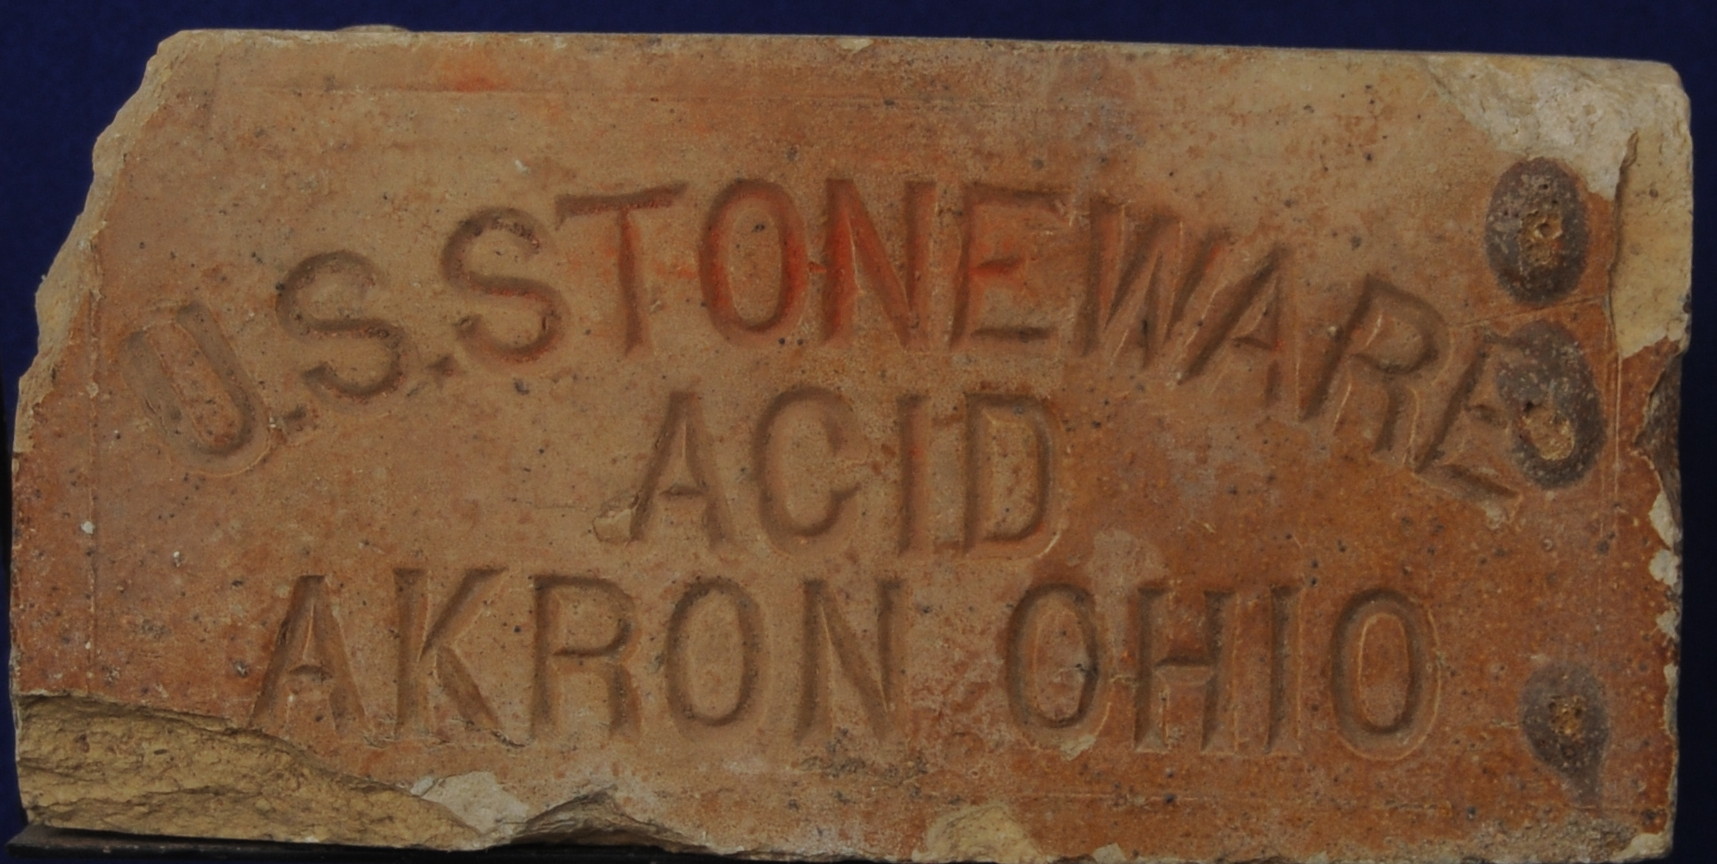 U.S.STONEWARE
ACID
AKRON OHIO